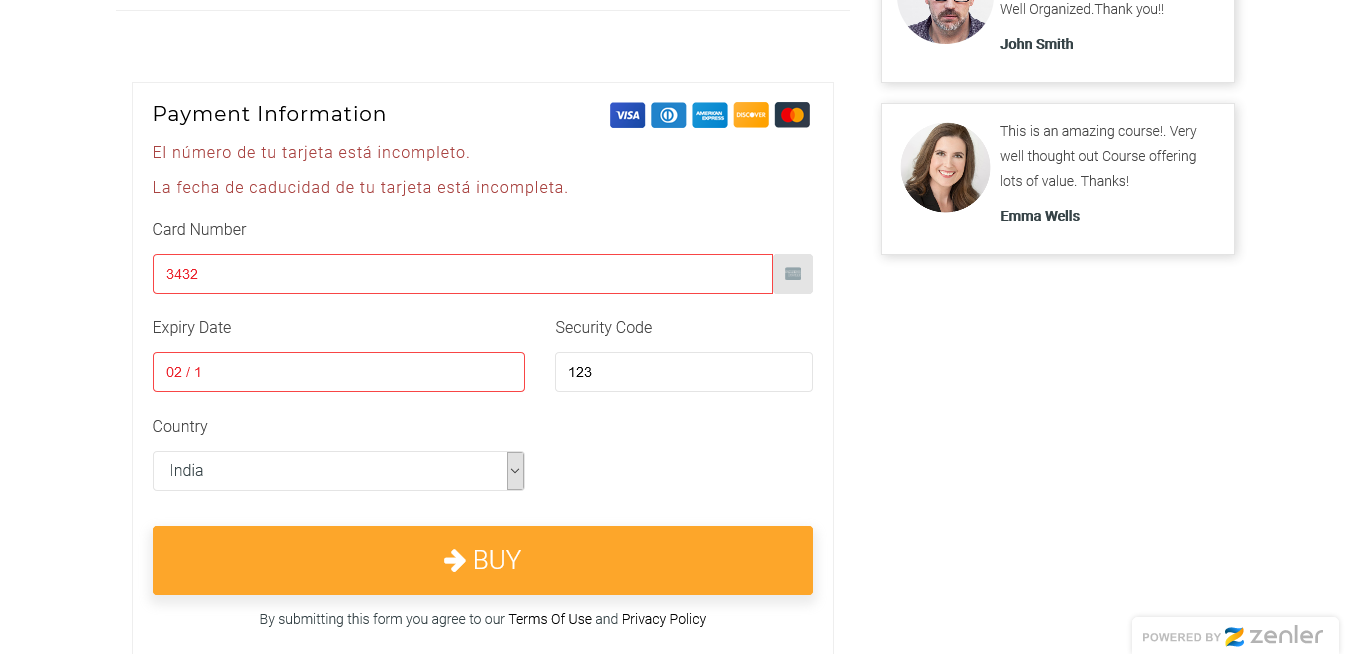 Well Organized.Thank you!!
John Smith
Payment Information
VISA
AMERICAN EXPRESS
DISCOVER
El número de tu tarjeta está incompleto.
La fecha de caducidad de tu tarjeta está incompleta.
Card Number
3432
Expiry Date
Security Code
02 / 1
123
Country
India
BUY
By submitting this form you agree to our Terms Of Use and Privacy Policy
This is an amazing course!. Very
well thought out Course offering
lots of value. Thanks!
Emma Wells
POWERED BY zenler